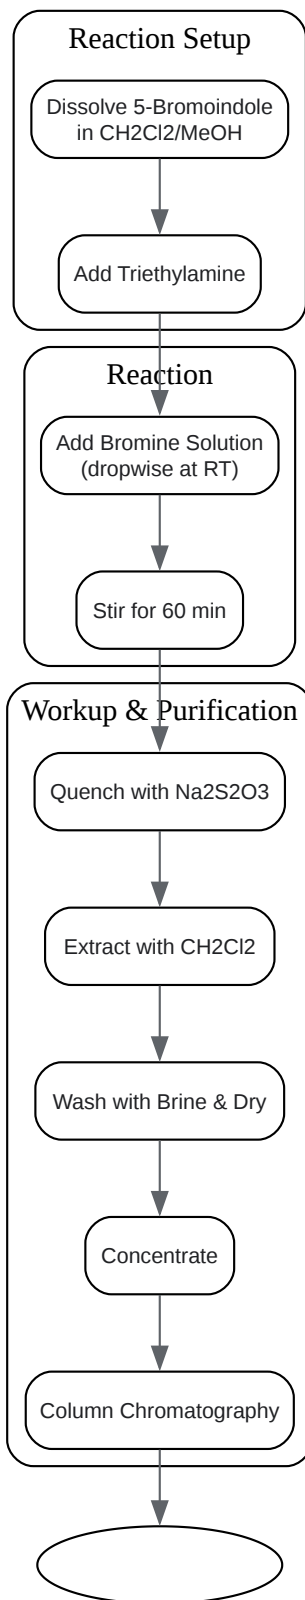 Reaction Setup
Dissolve 5-Bromoindole
in CH2Cl2/MeOH
Add Triethylamine
Reaction
Add Bromine Solution
(dropwise at RT)
Stir for 60 min
Workup & Purification
Quench with Na2S2O3
Extract with CH2Cl2
Wash with Brine & Dry
Concentrate
Column Chromatography